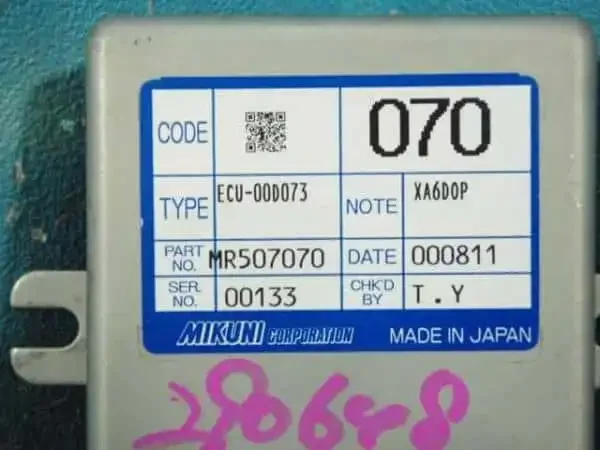 CODE 070
TYPE ECU-00D073 NOTE XA6D0P
PART NO. MR507070 DATE 000811
SER. NO. 00133 CHK'D BY T.Y
MIKUNI CORPORATION MADE IN JAPAN
280648